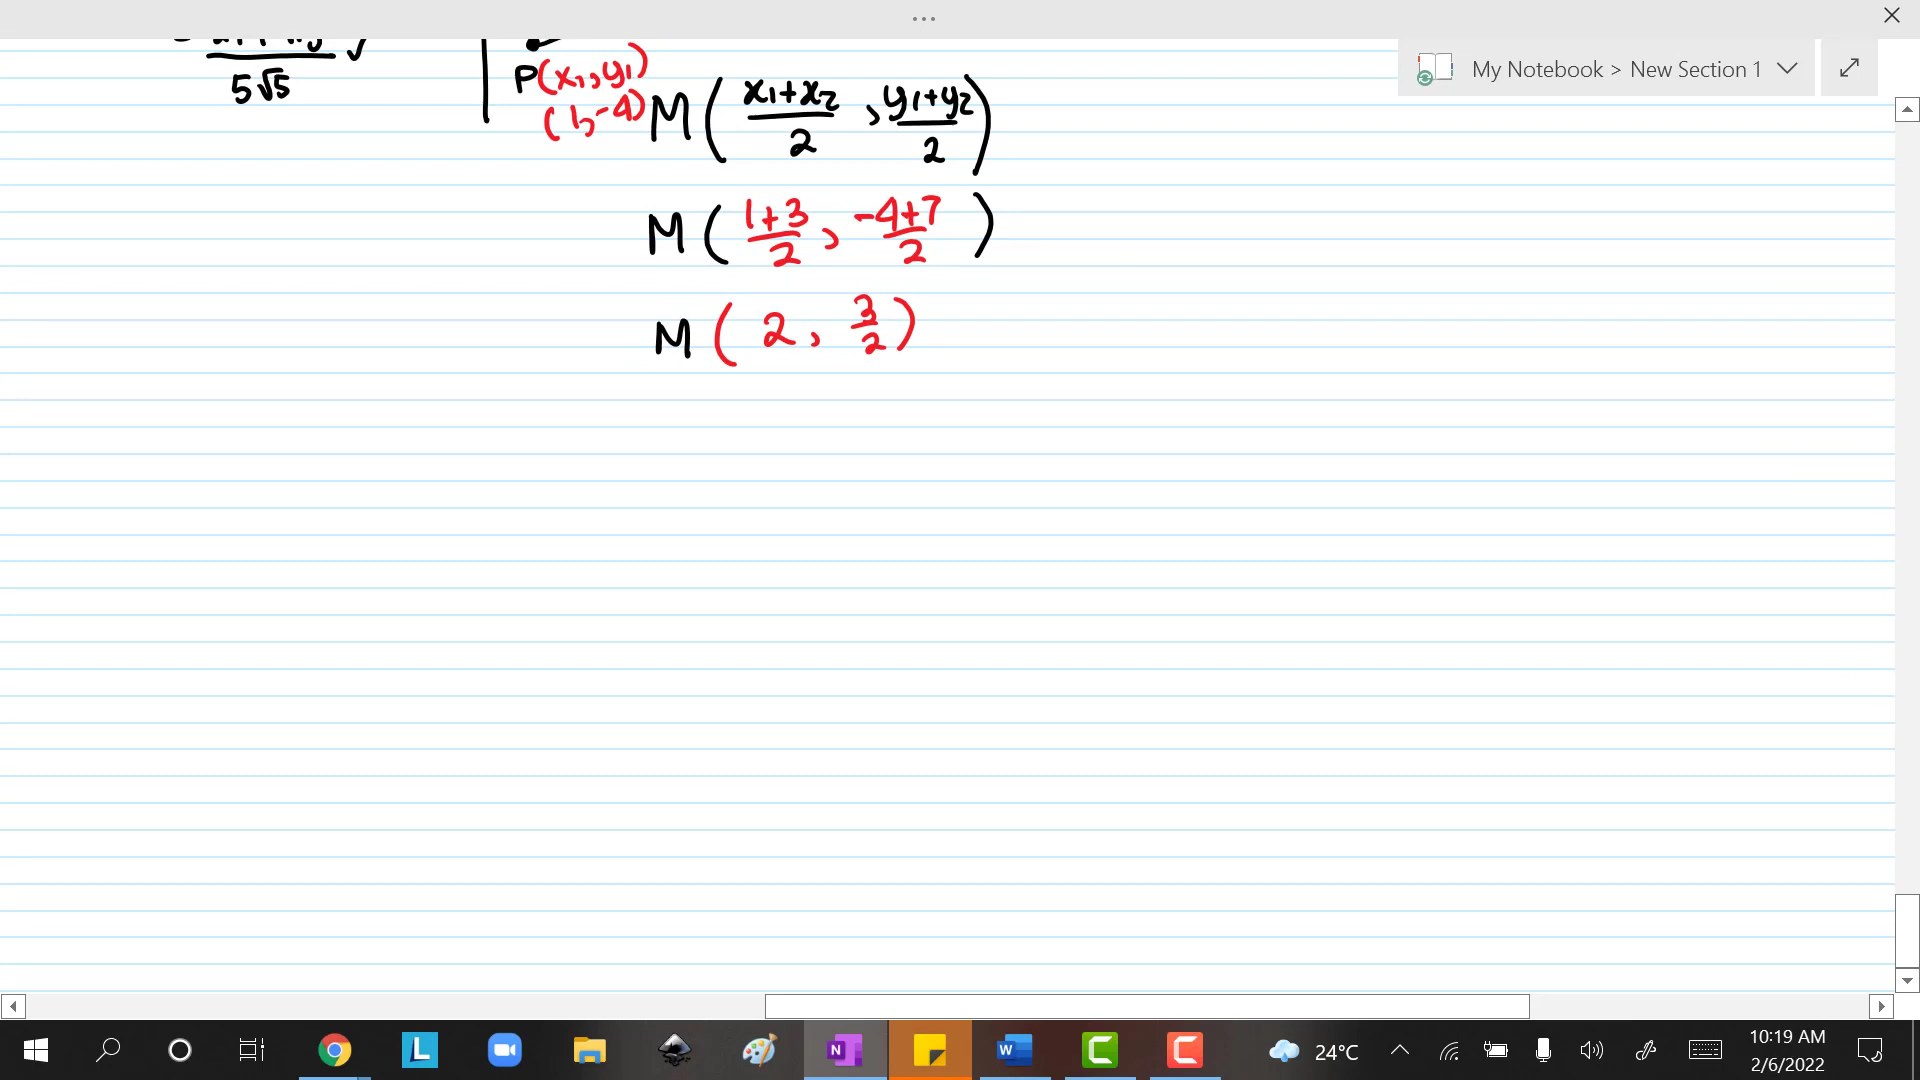 My Notebook > New Section 1
5√5
P(x₁,y₁)
(1,-4)
M( x₁+x₂/2 , y₁+y₂/2 )
M( 1+3/2 , -4+7/2 )
M( 2 , 3/2 )
24°C
10:19 AM
2/6/2022